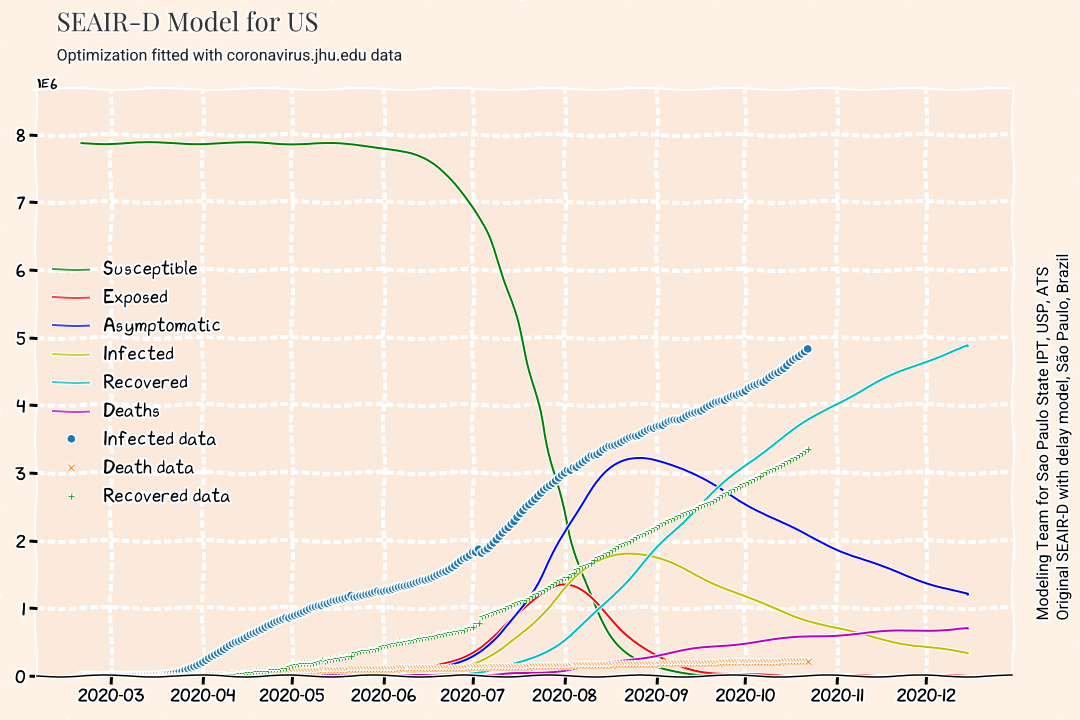 SEAIR-D Model for US
Optimization fitted with coronavirus.jhu.edu data
1E6
8
7
6
5
4
3
2
1
0
Susceptible
Exposed
Asymptomatic
Infected
Recovered
Deaths
Infected data
Death data
Recovered data
2020-03
2020-04
2020-05
2020-06
2020-07
2020-08
2020-09
2020-10
2020-11
2020-12
Modeling Team for Sao Paulo State IPT, USP, ATS
Original SEAIR-D with delay model, São Paulo, Brazil